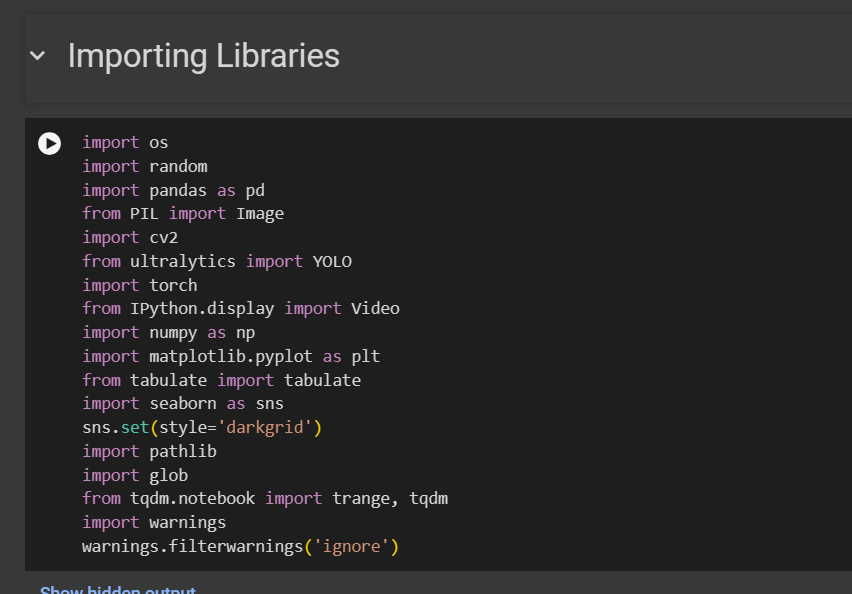 Importing Libraries
import os
import random
import pandas as pd
from PIL import Image
import cv2
from ultralytics import YOLO
import torch
from IPython.display import Video
import numpy as np
import matplotlib.pyplot as plt
from tabulate import tabulate
import seaborn as sns
sns.set(style='darkgrid')
import pathlib
import glob
from tqdm.notebook import trange, tqdm
import warnings
warnings.filterwarnings('ignore')
Show hidden output